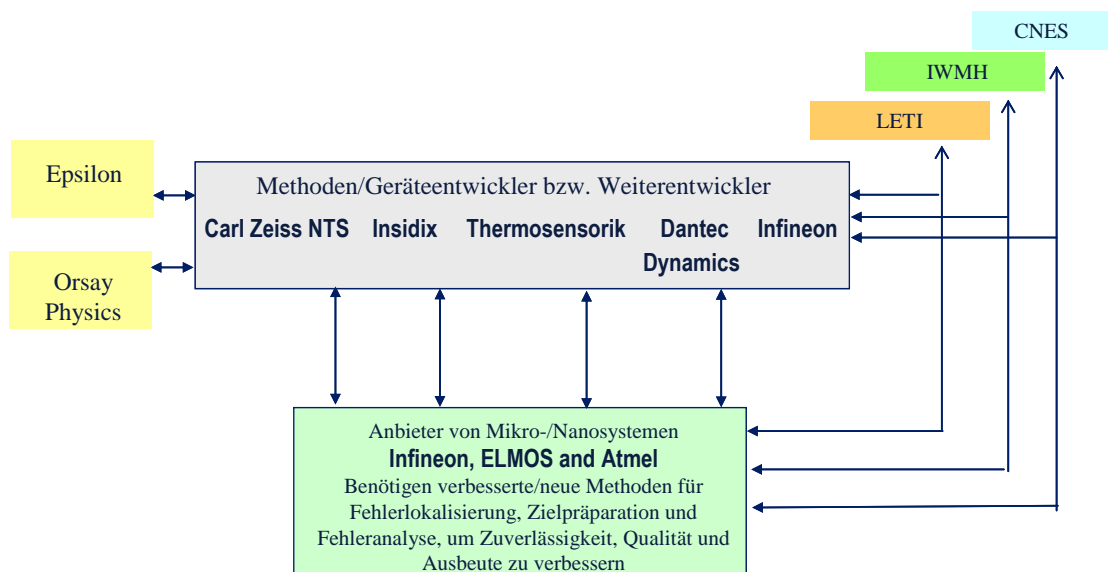 CNES
IWMH
LETI
Epsilon
Orsay
Physics
Methoden/Geräteentwickler bzw. Weiterentwickler
Carl Zeiss NTS Insidix Thermosensorik Dantec Infineon
Dynamics
Anbieter von Mikro-/Nanosystemen
Infineon, ELMOS and Atmel
Benötigen verbesserte/neue Methoden für
Fehlerlokalisierung, Zielpräparation und
Fehleranalyse, um Zuverlässigkeit, Qualität und
Ausbeute zu verbessern